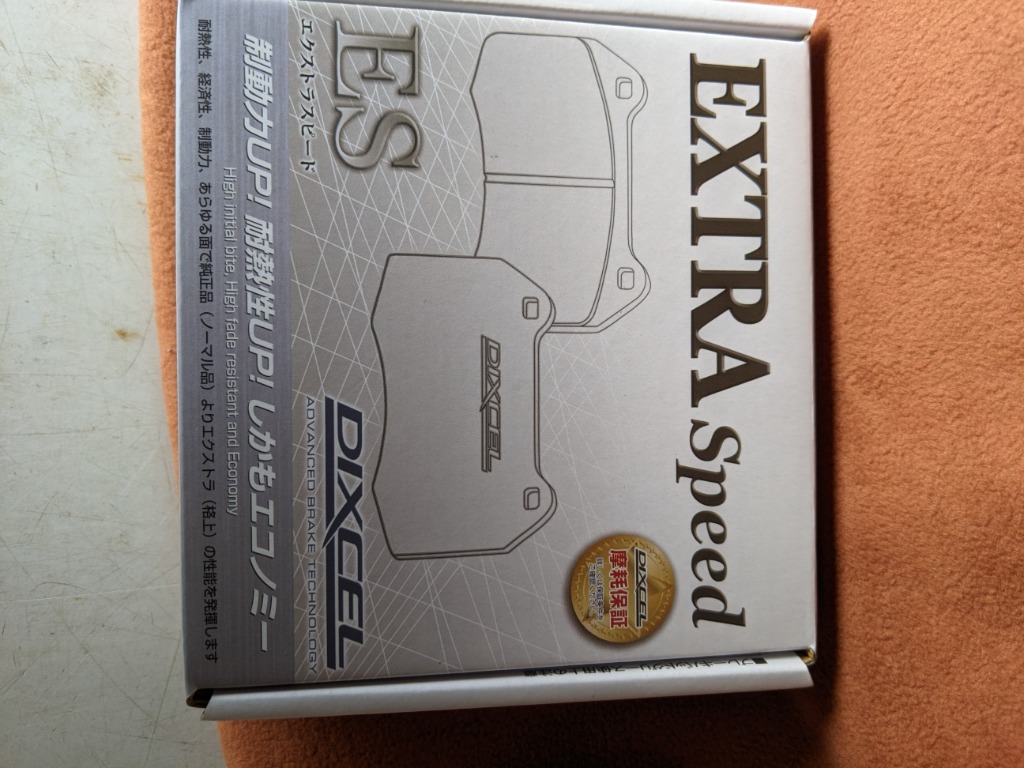 EXTRA Speed
DIXCEL
摩耗保証
DIXCEL
ES
エクストラスピード
DIXCEL
ADVANCED BRAKE TECHNOLOGY
制動力UP! 耐熱性UP! しかもエコノミー
High initial bite, High fade resistant and Economy
耐熱性、経済性、制動力、あらゆる面で純正品（ノーマル品）よりエクストラ（格上）の性能を発揮します